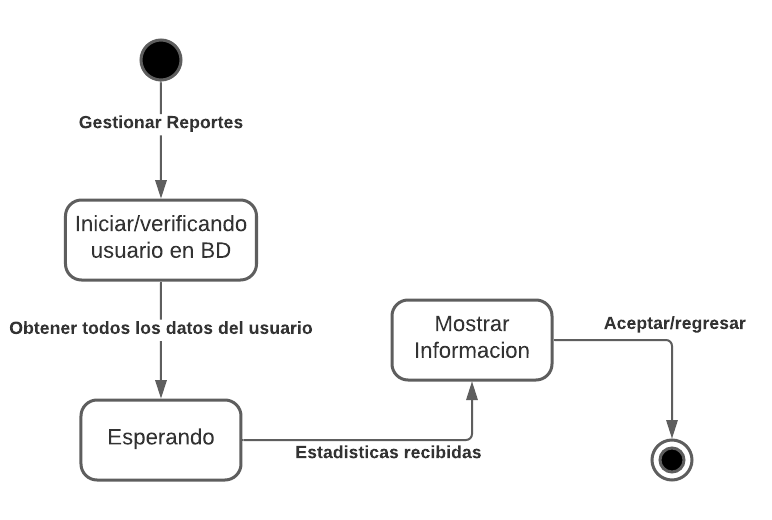 Gestionar Reportes
Iniciar/verificando
usuario en BD
Obtener todos los datos del usuario
Esperando
Estadisticas recibidas
Mostrar
Informacion
Aceptar/regresar